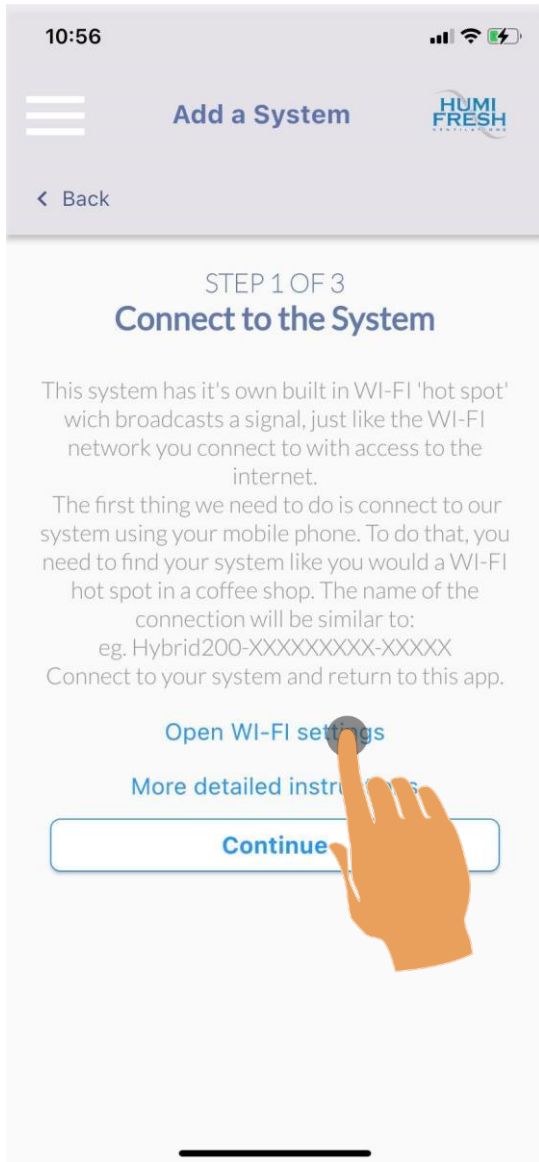 10:56
Add a System
HUMI
FRESH
VENTILATIONS
< Back
STEP 1 OF 3
Connect to the System
This system has it's own built in WI-FI 'hot spot'
wich broadcasts a signal, just like the WI-FI
network you connect to with access to the
internet.
The first thing we need to do is connect to our
system using your mobile phone. To do that, you
need to find your system like you would a WI-FI
hot spot in a coffee shop. The name of the
connection will be similar to:
eg. Hybrid200-XXXXXXXXX-XXXXX
Connect to your system and return to this app.
Open WI-FI settings
More detailed instructions
Continue